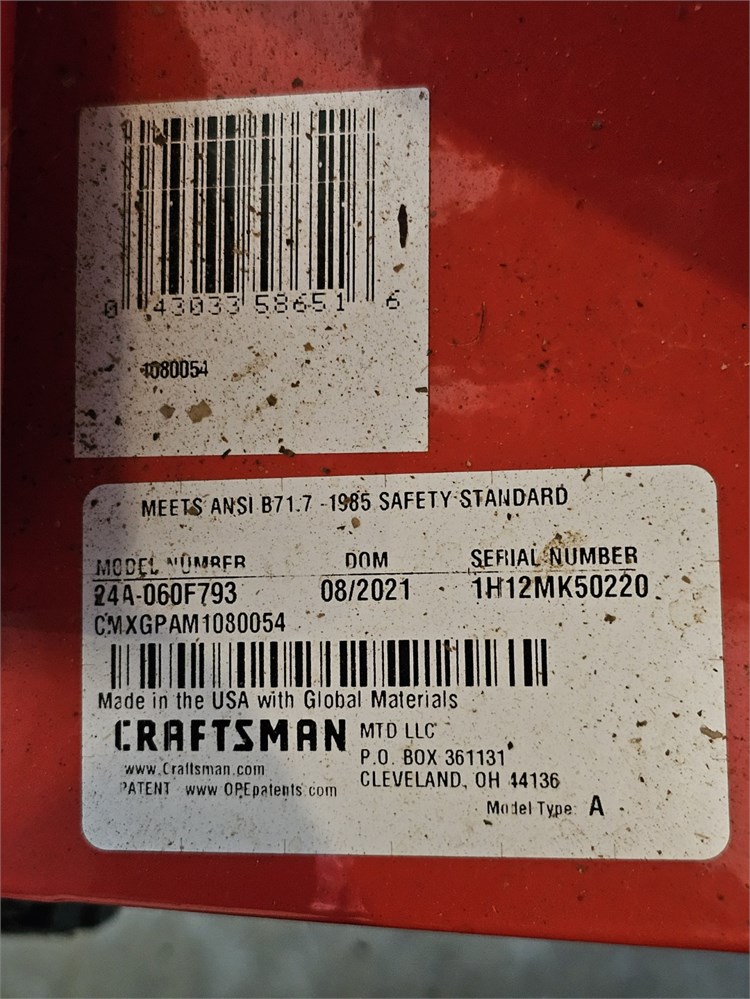 0 43033 58651 6
1080054
MEETS ANSI B71.7 -1985 SAFETY STANDARD
MODEL NUMBER DOM SERIAL NUMBER
24A-060F793 08/2021 1H12MK50220
CMXGPAM1080054
Made in the USA with Global Materials
CRAFTSMAN MTD LLC
P.O. BOX 361131
www.Craftsman.com CLEVELAND, OH 44136
PATENT www.OPEpatents.com
Model Type: A